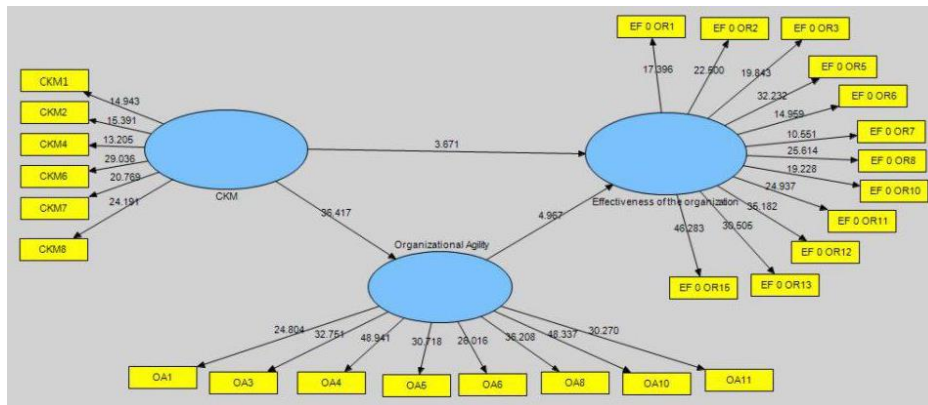 EF 0 OR1
EF 0 OR2
EF 0 OR3
EF 0 OR5
EF 0 OR6
EF 0 OR7
EF 0 OR8
EF 0 OR10
EF 0 OR11
EF 0 OR12
EF 0 OR13
EF 0 OR15
17.396
22.600
19.843
32.232
14.959
10.551
25.614
19.228
24.937
35.182
30.505
46.283
CKM1
CKM2
CKM4
CKM6
CKM7
CKM8
14.943
15.391
13.205
29.036
20.769
24.191
CKM
3.671
36.417
4.967
Effectiveness of the organization
Organizational Agility
24.804
32.751
48.941
30.718
26.016
36.208
48.337
30.270
OA1
OA3
OA4
OA5
OA6
OA8
OA10
OA11